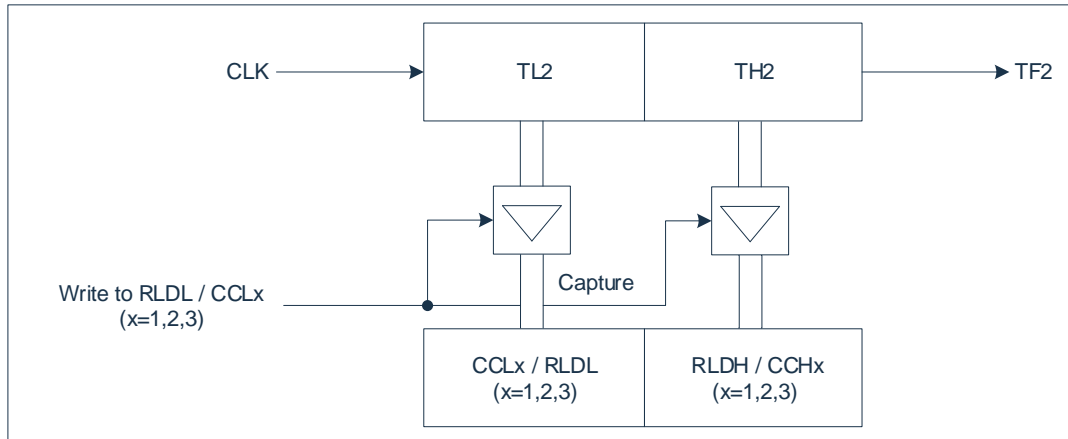 CLK
TL2
TH2
TF2
Capture
Write to RLDL / CCLx
(x=1,2,3)
CCLx / RLDL
(x=1,2,3)
RLDH / CCHx
(x=1,2,3)